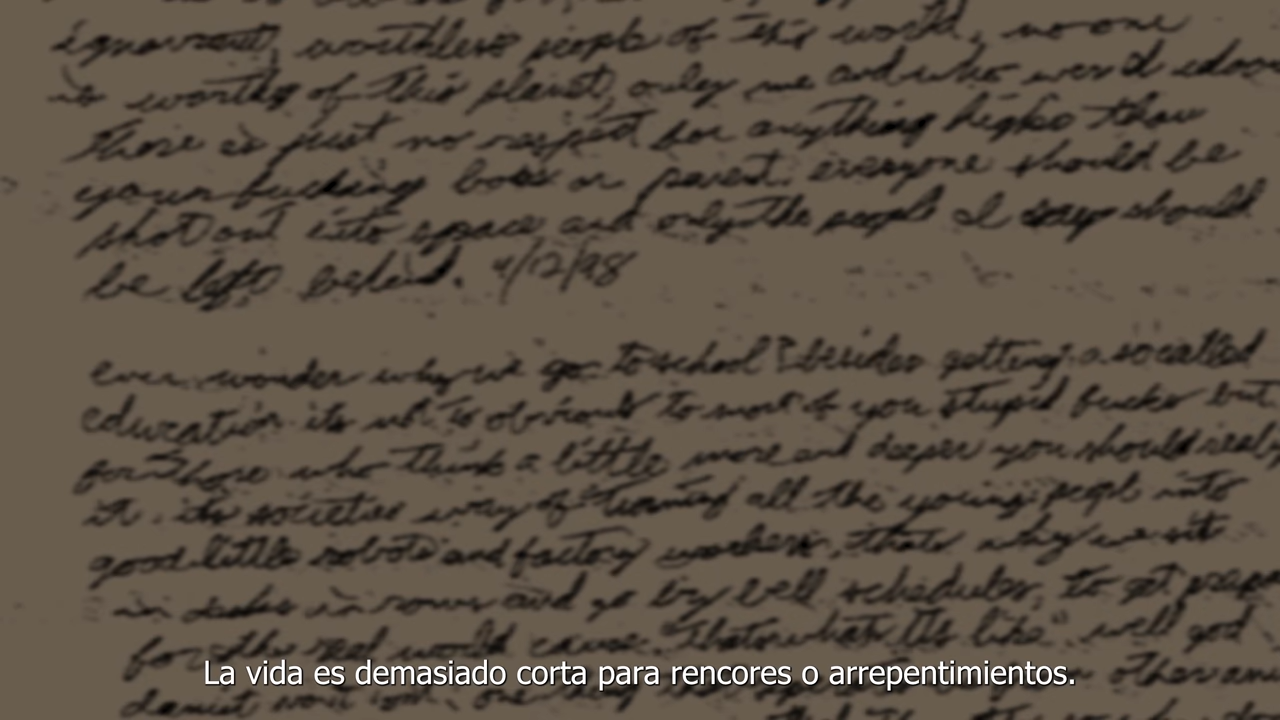 ignorant, worthless people of this world, no one
is worthy of this planet, only me and who
there is just no respect for anything higher than
your fucking boss or parent. everyone should be
shot out into space and only the people I say should
be left behind. 4/12/98
ever wonder why we go to school? besides getting a so called
education. its not to obvious to most of you stupid fucks but
for those who think a little more and deeper you should
it. its societies way of turning all the young people into
good little robots and factory workers. thats why we sit
in desks in rows and go by bell schedules, to get
for the real world cause "thats what its like" well god
La vida es demasiado corta para rencores o arrepentimientos.